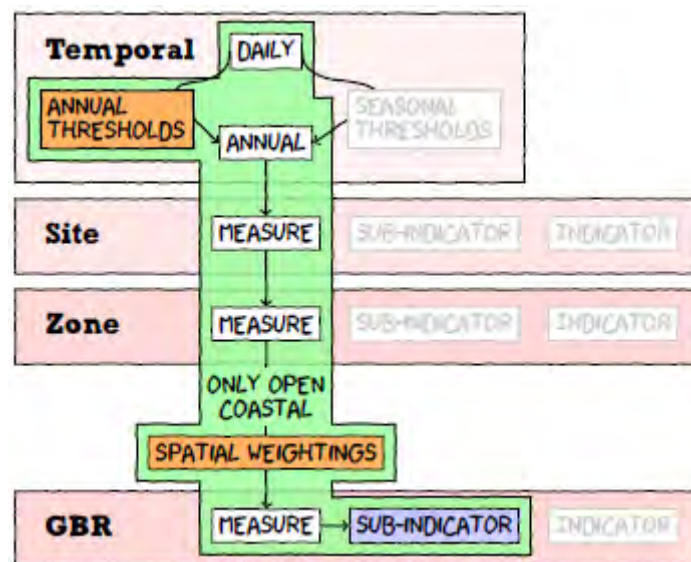 Temporal
DAILY
ANNUAL
THRESHOLDS
SEASONAL
THRESHOLDS
ANNUAL
Site
MEASURE
SUB-INDICATOR
INDICATOR
Zone
MEASURE
SUB-INDICATOR
INDICATOR
ONLY OPEN
COASTAL
SPATIAL WEIGHTINGS
GBR
MEASURE
SUB-INDICATOR
INDICATOR